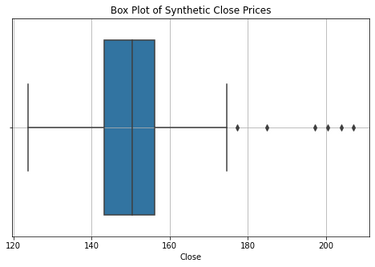 Box Plot of Synthetic Close Prices
120 140 160 180 200
Close